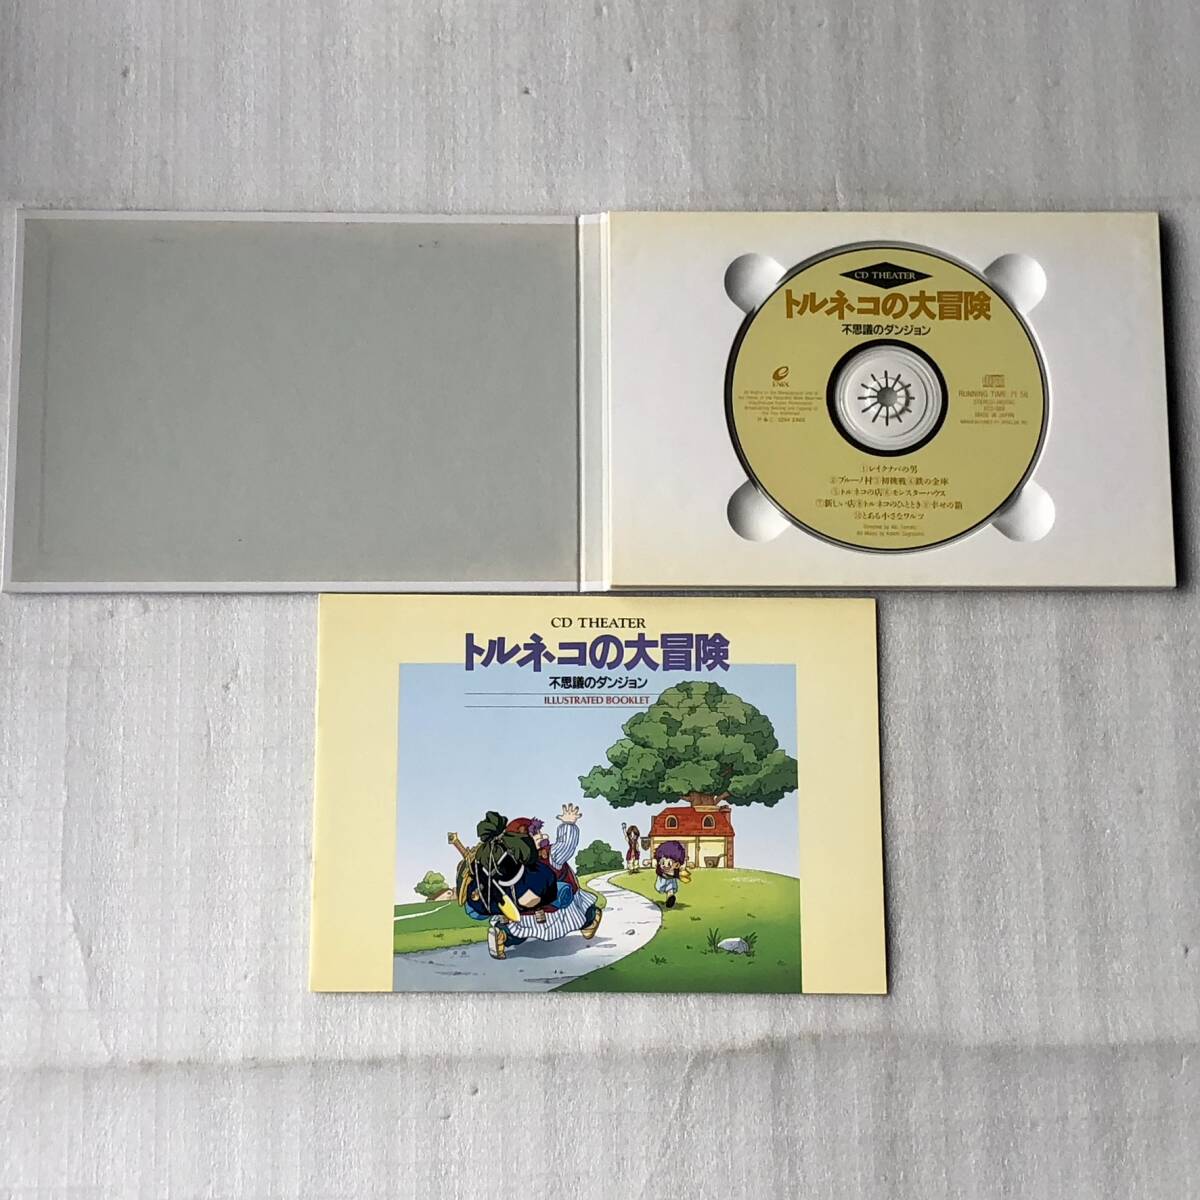 CD THEATER
トルネコの大冒険
不思議のダンジョン
ENIX
RUNNING TIME 71'56
MADE IN JAPAN
①レイクナバの男
②ブルーノ村③初挑戦④鉄の金庫
⑤トルネコの店⑥モンスターハウス
⑦新しい店⑧トルネコのひととき⑨幸せの箱
⑩とある小さなワルツ
CD THEATER
トルネコの大冒険
不思議のダンジョン
ILLUSTRATED BOOKLET